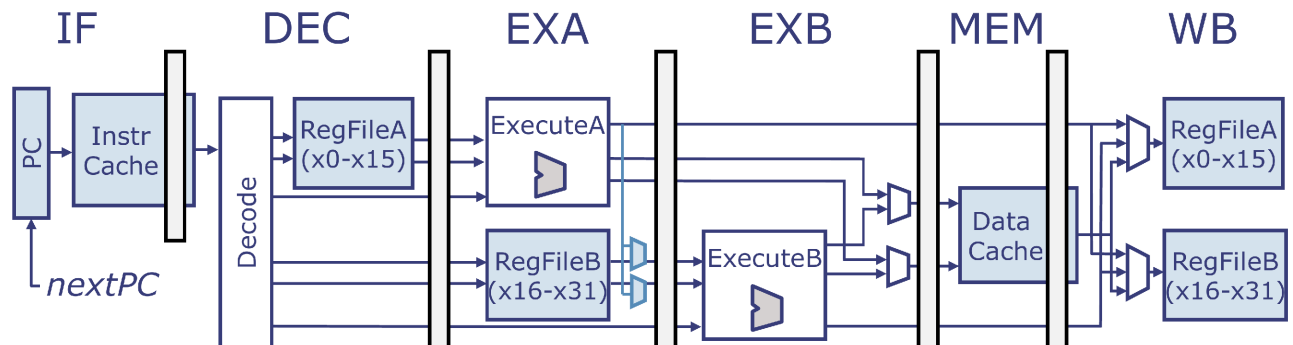 IF
DEC
EXA
EXB
MEM
WB
PC
Instr
Cache
nextPC
Decode
RegFileA
(x0-x15)
ExecuteA
RegFileB
(x16-x31)
ExecuteB
Data
Cache
RegFileA
(x0-x15)
RegFileB
(x16-x31)